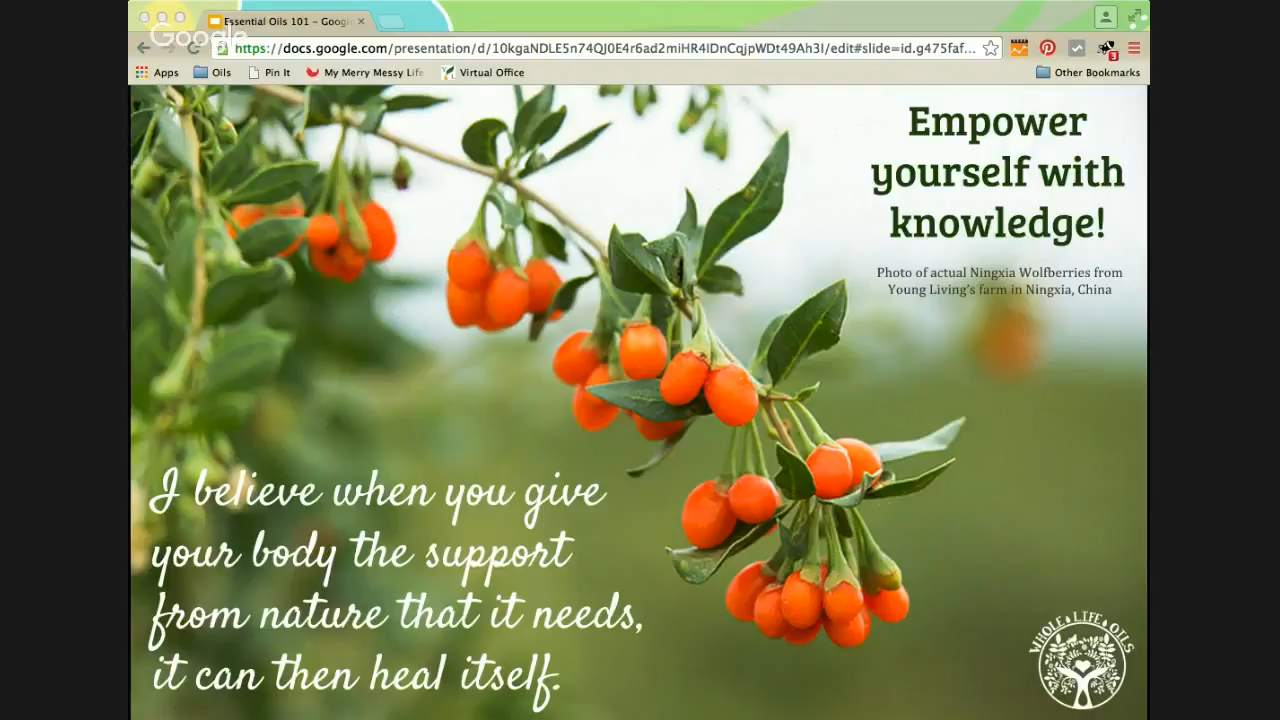 Google
Essential Oils 101 - Google
https://docs.google.com/presentation/d/10kgaNDLE5n74QJ0E4r6ad2miHR4lDnCqjpWDt49Ah3I/edit#slide=id.g475faf...
3
Apps
Oils
Pin It
My Merry Messy Life
Virtual Office
Other Bookmarks
Empower
yourself with
knowledge!
Photo of actual Ningxia Wolfberries from
Young Living's farm in Ningxia, China
I believe when you give
your body the support
from nature that it needs,
it can then heal itself.
WHOLE LIFE OILS